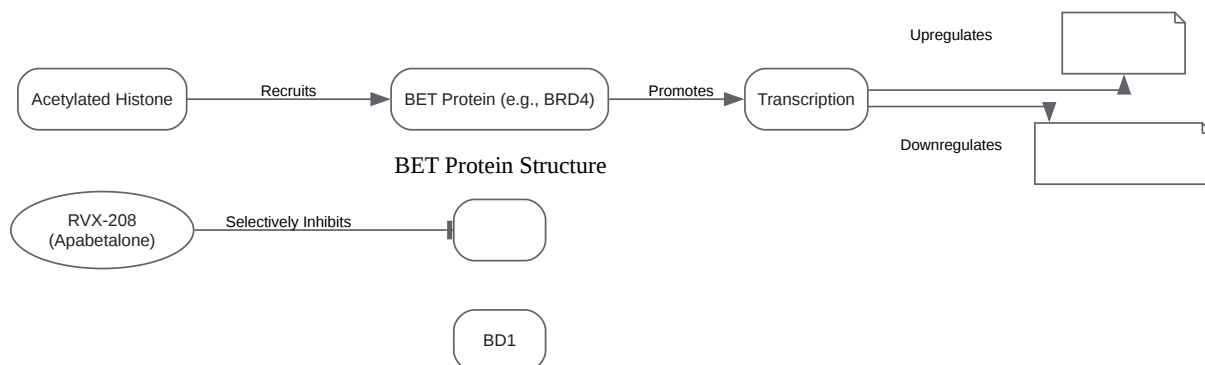 Upregulates
Acetylated Histone
Recruits
BET Protein (e.g., BRD4)
Promotes
Transcription
Downregulates
BET Protein Structure
RVX-208
(Apabetalone)
Selectively Inhibits
BD1